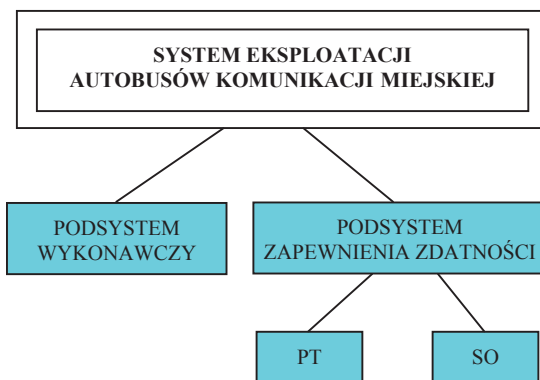 SYSTEM EKSPLOATACJI
AUTOBUSÓW KOMUNIKACJI MIEJSKIEJ
PODSYSTEM
WYKONAWCZY
PODSYSTEM
ZAPEWNIENIA ZDATNOŚCI
PT
SO